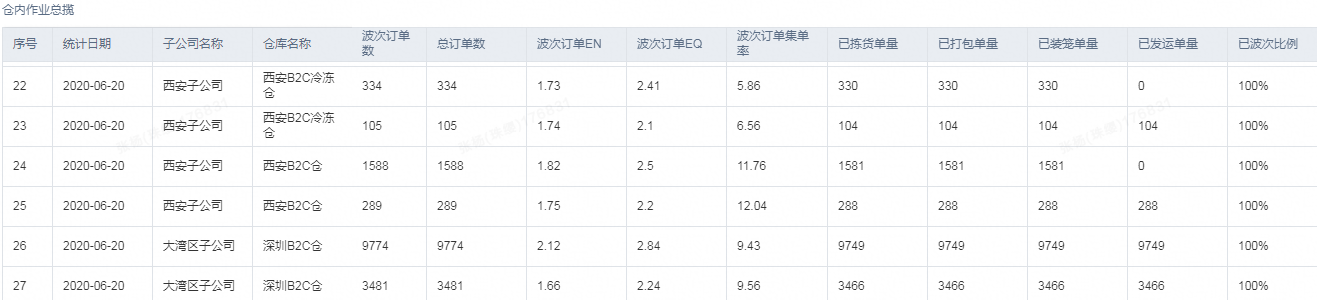 仓内作业总揽
序号 统计日期 子公司名称 仓库名称 波次订单数 总订单数 波次订单EN 波次订单EQ 波次订单集单率 已拣货单量 已打包单量 已装笼单量 已发运单量 已波次比例
22 2020-06-20 西安子公司 西安B2C冷冻仓 334 334 1.73 2.41 5.86 330 330 330 0 100%
23 2020-06-20 西安子公司 西安B2C冷冻仓 105 105 1.74 2.1 6.56 104 104 104 104 100%
24 2020-06-20 西安子公司 西安B2C仓 1588 1588 1.82 2.5 11.76 1581 1581 1581 0 100%
25 2020-06-20 西安子公司 西安B2C仓 289 289 1.75 2.2 12.04 288 288 288 288 100%
26 2020-06-20 大湾区子公司 深圳B2C仓 9774 9774 2.12 2.84 9.43 9749 9749 9749 9749 100%
27 2020-06-20 大湾区子公司 深圳B2C仓 3481 3481 1.66 2.24 9.56 3466 3466 3466 3466 100%